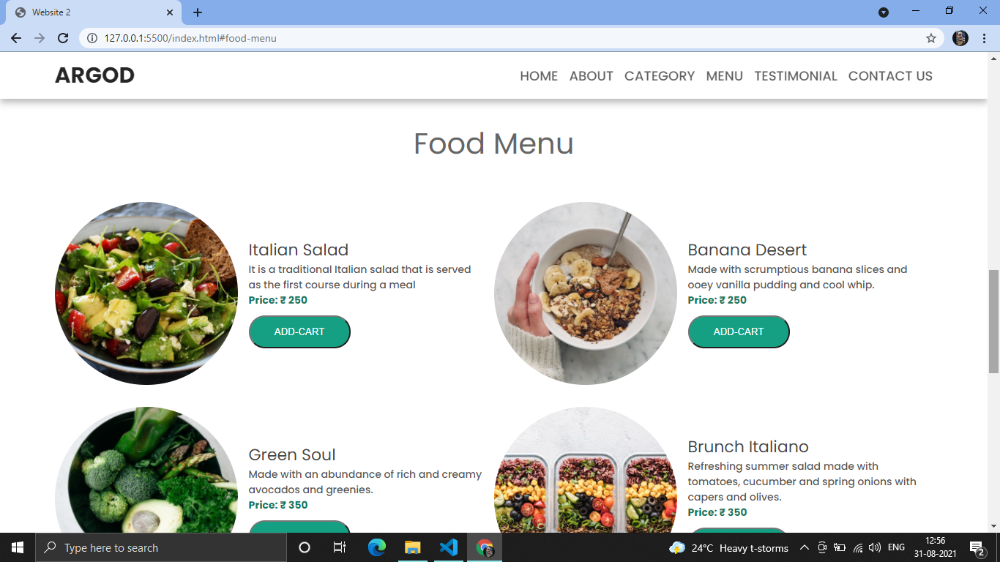 Website 2
127.0.0.1:5500/index.html#food-menu
ARGOD
HOME ABOUT CATEGORY MENU TESTIMONIAL CONTACT US
Food Menu
Italian Salad
It is a traditional Italian salad that is served
as the first course during a meal
Price: ₹ 250
ADD-CART
Banana Desert
Made with scrumptious banana slices and
ooey vanilla pudding and cool whip.
Price: ₹ 250
ADD-CART
Green Soul
Made with an abundance of rich and creamy
avocados and greenies.
Price: ₹ 350
Brunch Italiano
Refreshing summer salad made with
tomatoes, cucumber and spring onions with
capers and olives.
Price: ₹ 350
Type here to search
24°C Heavy t-storms
ENG
12:56
31-08-2021
2